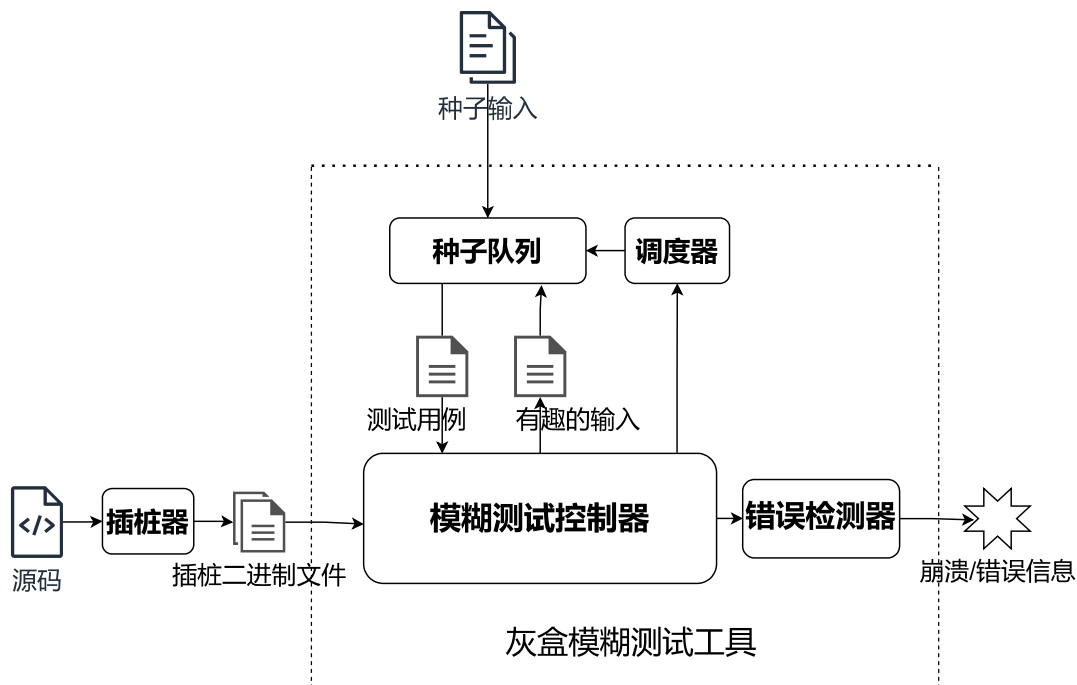 种子输入
种子队列
调度器
测试用例
有趣的输入
插桩器
模糊测试控制器
错误检测器
源码
插桩二进制文件
崩溃/错误信息
灰盒模糊测试工具